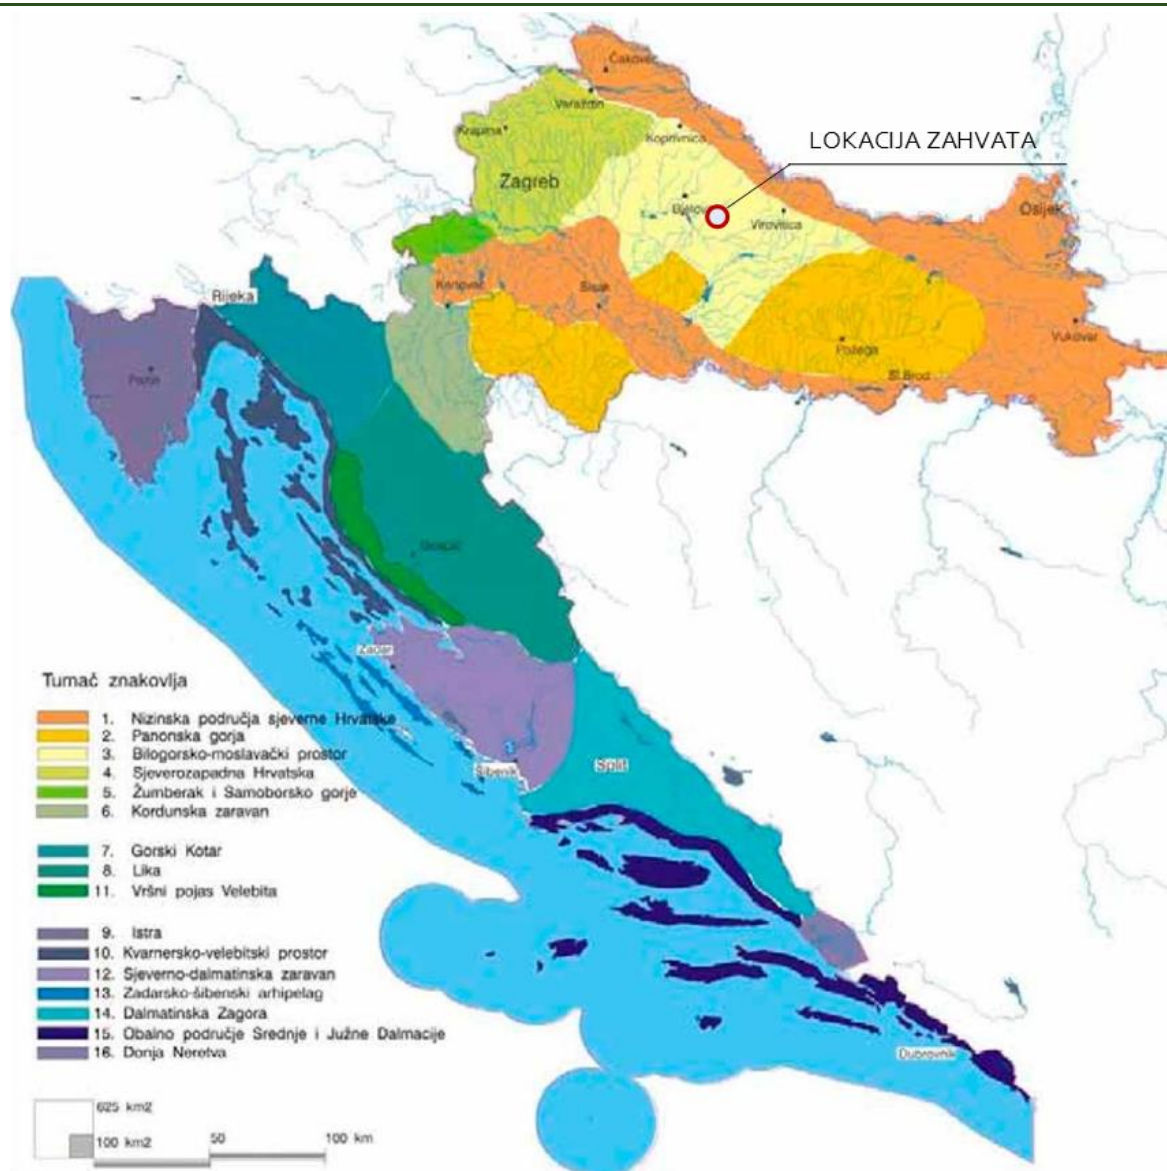 Čakovec
Varaždin
Krapina
Koprivnica
LOKACIJA ZAHVATA
Zagreb
Bjelovar
Virovitica
Osijek
Karlovac
Sisak
Rijeka
Vukovar
Požega
Pazin
Sl.Brod
Gospić
Zadar
Tumač znakovlja
1. Nizinska područja sjeverne Hrvatske
2. Panonska gorja
3. Bilogorsko-moslavački prostor
4. Sjeverozapadna Hrvatska
5. Žumberak i Samoborsko gorje
6. Kordunska zaravan
Šibenik
Split
7. Gorski Kotar
8. Lika
11. Vršni pojas Velebita
9. Istra
10. Kvarnersko-velebitski prostor
12. Sjeverno-dalmatinska zaravan
13. Zadarsko-šibenski arhipelag
14. Dalmatinska Zagora
15. Obalno područje Srednje i Južne Dalmacije
16. Donja Neretva
Dubrovnik
625 km2
100 km2 50 100 km